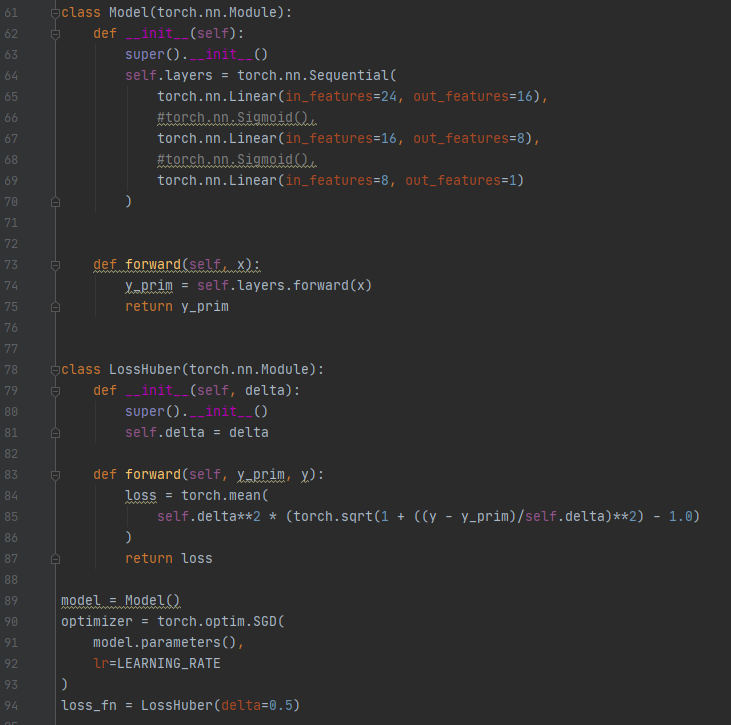 61 class Model(torch.nn.Module):
62     def __init__(self):
63         super().__init__()
64         self.layers = torch.nn.Sequential(
65             torch.nn.Linear(in_features=24, out_features=16),
66             #torch.nn.Sigmoid(),
67             torch.nn.Linear(in_features=16, out_features=8),
68             #torch.nn.Sigmoid(),
69             torch.nn.Linear(in_features=8, out_features=1)
70         )
71
72
73     def forward(self, x):
74         y_prim = self.layers.forward(x)
75         return y_prim
76
77
78 class LossHuber(torch.nn.Module):
79     def __init__(self, delta):
80         super().__init__()
81         self.delta = delta
82
83     def forward(self, y_prim, y):
84         loss = torch.mean(
85             self.delta**2 * (torch.sqrt(1 + ((y - y_prim)/self.delta)**2) - 1.0)
86         )
87         return loss
88
89 model = Model()
90 optimizer = torch.optim.SGD(
91     model.parameters(),
92     lr=LEARNING_RATE
93 )
94 loss_fn = LossHuber(delta=0.5)